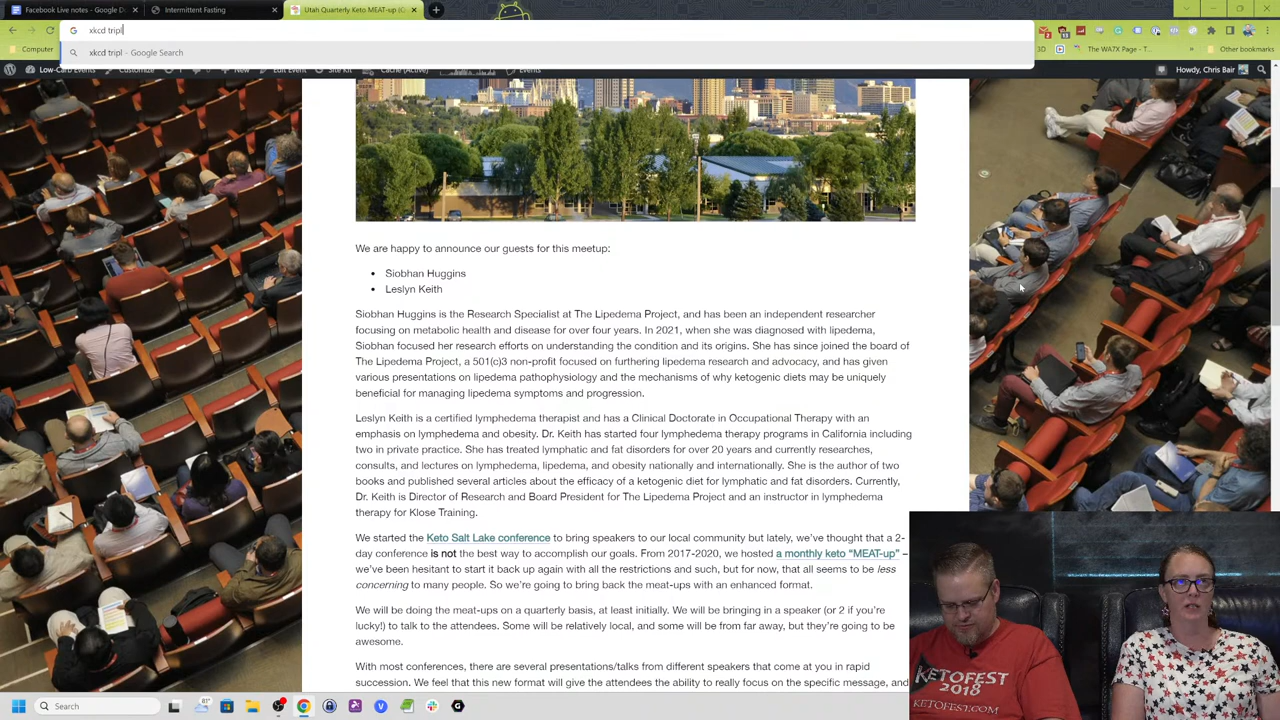 Facebook Live notes - Google D
Intermittent Fasting
Utah Quarterly Keto MEAT-up (O
xkcd tripl
xkcd tripl - Google Search
Computer
3D
The WA7X Page - T...
Other bookmarks
Low-Carb Events
Customize
Edit Event
Site Kit
Cache (Active)
Events
Howdy, Chris Bair
We are happy to announce our guests for this meetup:
Siobhan Huggins
Leslyn Keith
Siobhan Huggins is the Research Specialist at The Lipedema Project, and has been an independent researcher
focusing on metabolic health and disease for over four years. In 2021, when she was diagnosed with lipedema,
Siobhan focused her research efforts on understanding the condition and its origins. She has since joined the board of
The Lipedema Project, a 501(c)3 non-profit focused on furthering lipedema research and advocacy, and has given
various presentations on lipedema pathophysiology and the mechanisms of why ketogenic diets may be uniquely
beneficial for managing lipedema symptoms and progression.
Leslyn Keith is a certified lymphedema therapist and has a Clinical Doctorate in Occupational Therapy with an
emphasis on lymphedema and obesity. Dr. Keith has started four lymphedema therapy programs in California including
two in private practice. She has treated lymphatic and fat disorders for over 20 years and currently researches,
consults, and lectures on lymphedema, lipedema, and obesity nationally and internationally. She is the author of two
books and published several articles about the efficacy of a ketogenic diet for lymphatic and fat disorders. Currently,
Dr. Keith is Director of Research and Board President for The Lipedema Project and an instructor in lymphedema
therapy for Klose Training.
We started the Keto Salt Lake conference to bring speakers to our local community but lately, we've thought that a 2-
day conference is not the best way to accomplish our goals. From 2017-2020, we hosted a monthly keto "MEAT-up" –
we've been hesitant to start it back up again with all the restrictions and such, but for now, that all seems to be less
concerning to many people. So we're going to bring back the meat-ups with an enhanced format.
We will be doing the meat-ups on a quarterly basis, at least initially. We will be bringing in a speaker (or 2 if you're
lucky!) to talk to the attendees. Some will be relatively local, and some will be from far away, but they're going to be
awesome.
With most conferences, there are several presentations/talks from different speakers that come at you in rapid
succession. We feel that this new format will give the attendees the ability to really focus on the specific message, and
KETOFEST
2018
KETOFEST.COM
Search
81°